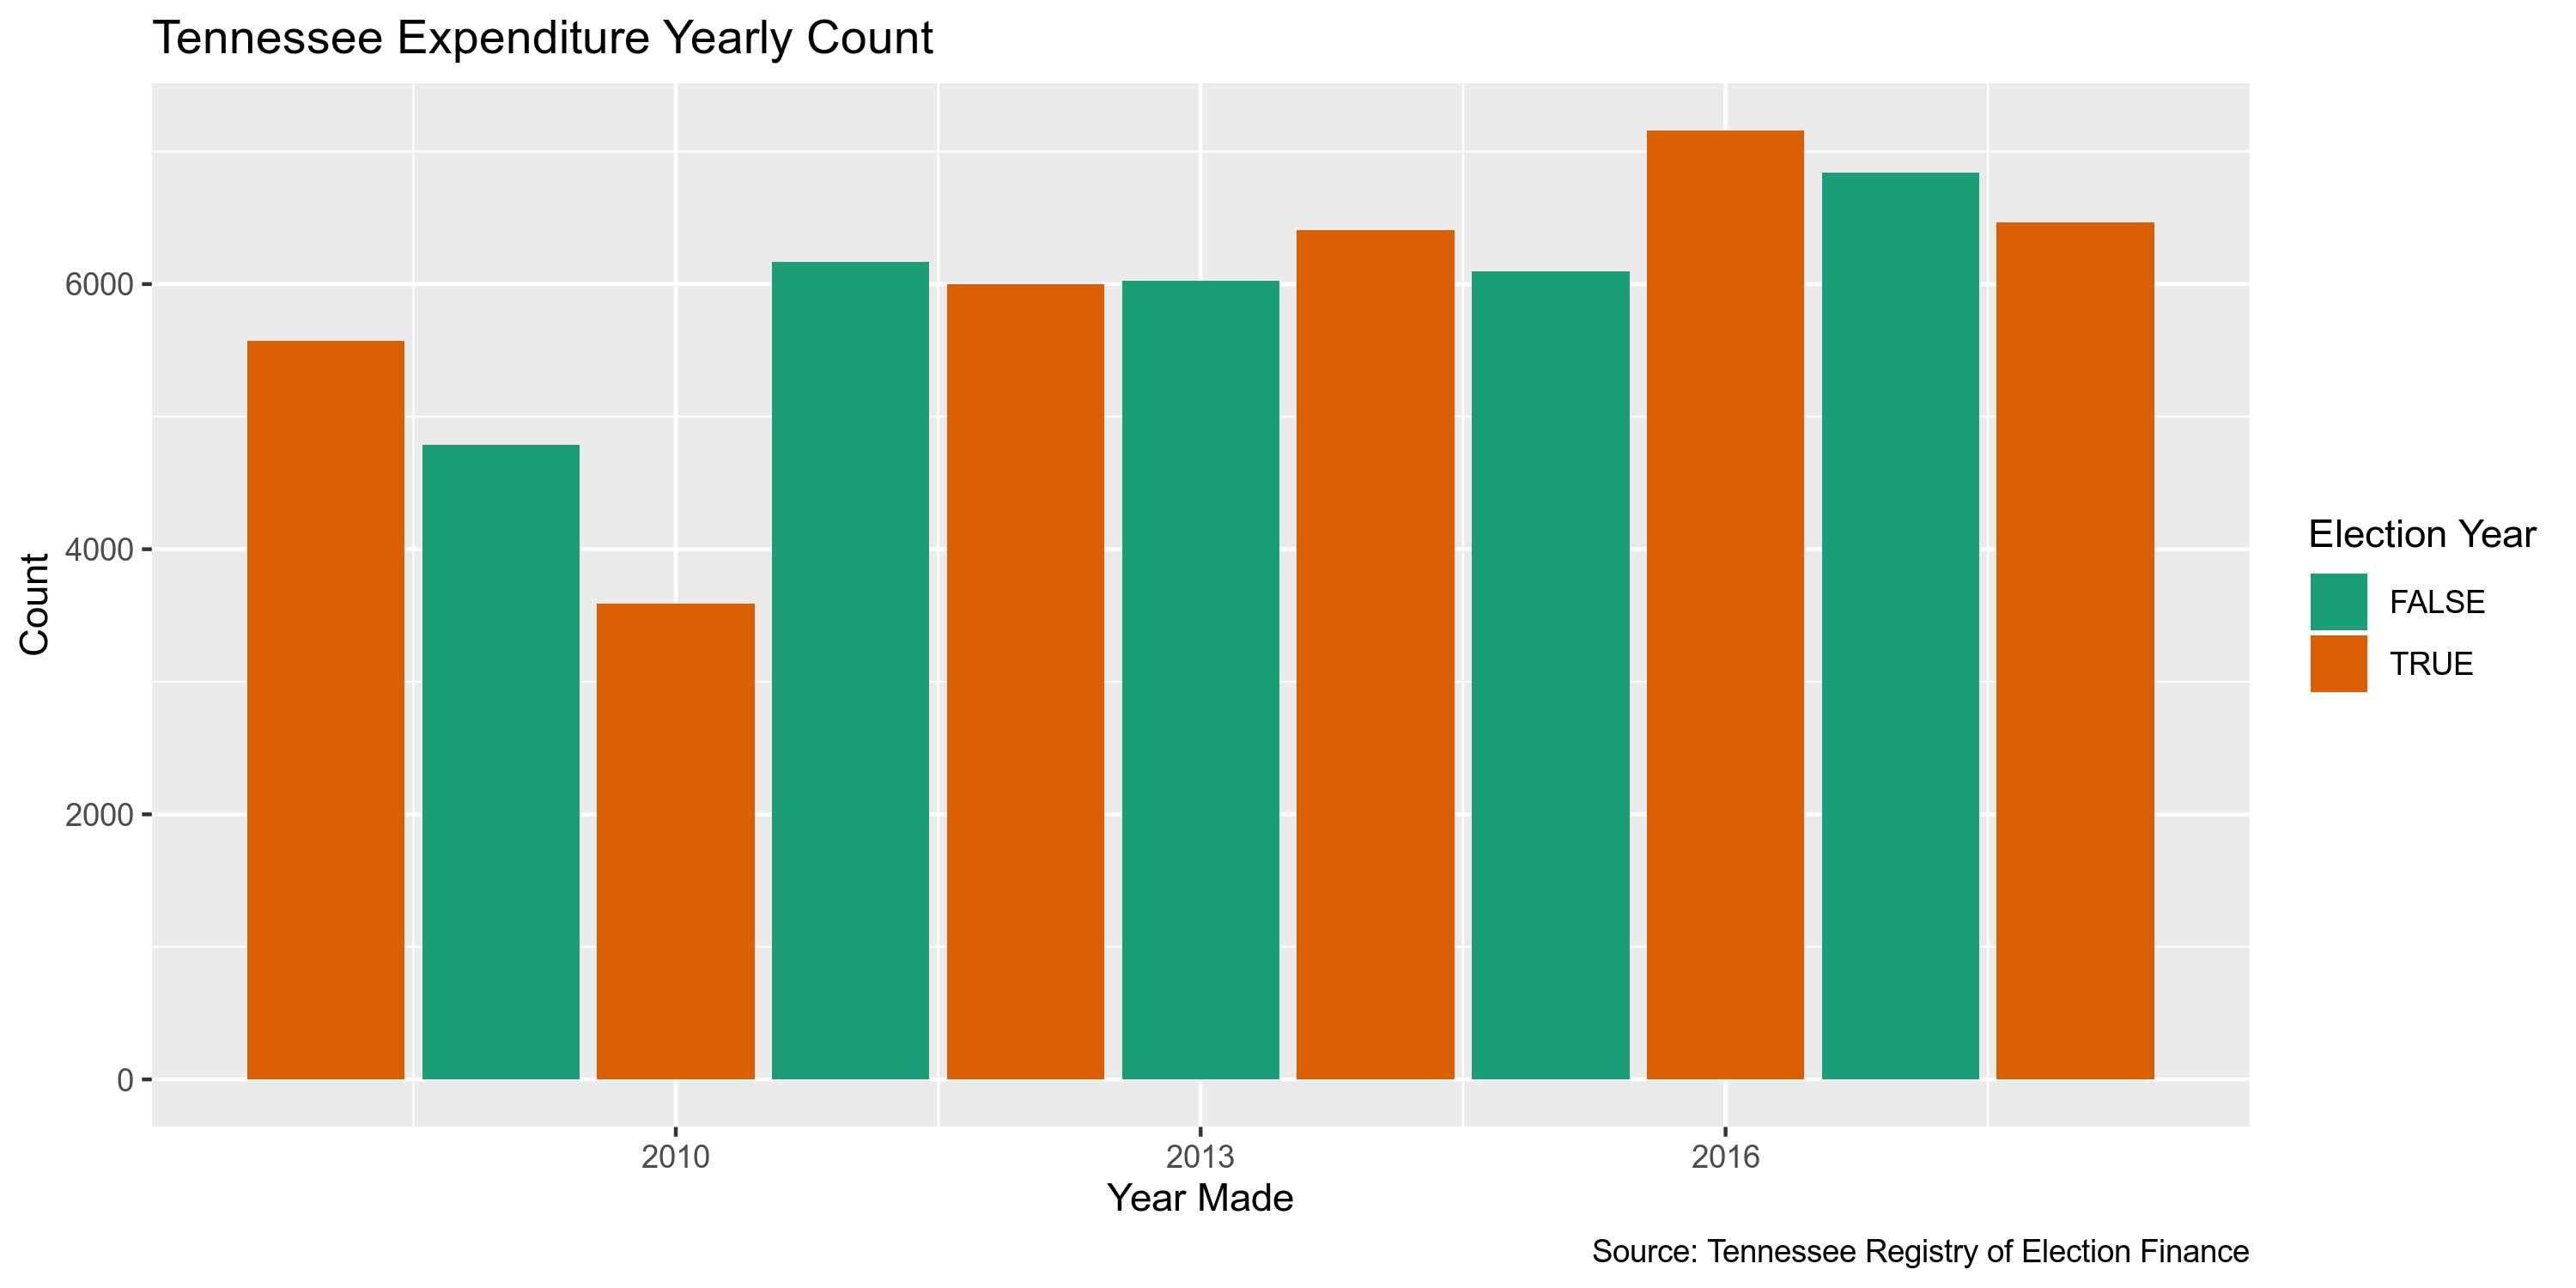 Tennessee Expenditure Yearly Count
Count
6000
4000
2000
0
2010 2013 2016
Year Made
Election Year
FALSE
TRUE
Source: Tennessee Registry of Election Finance